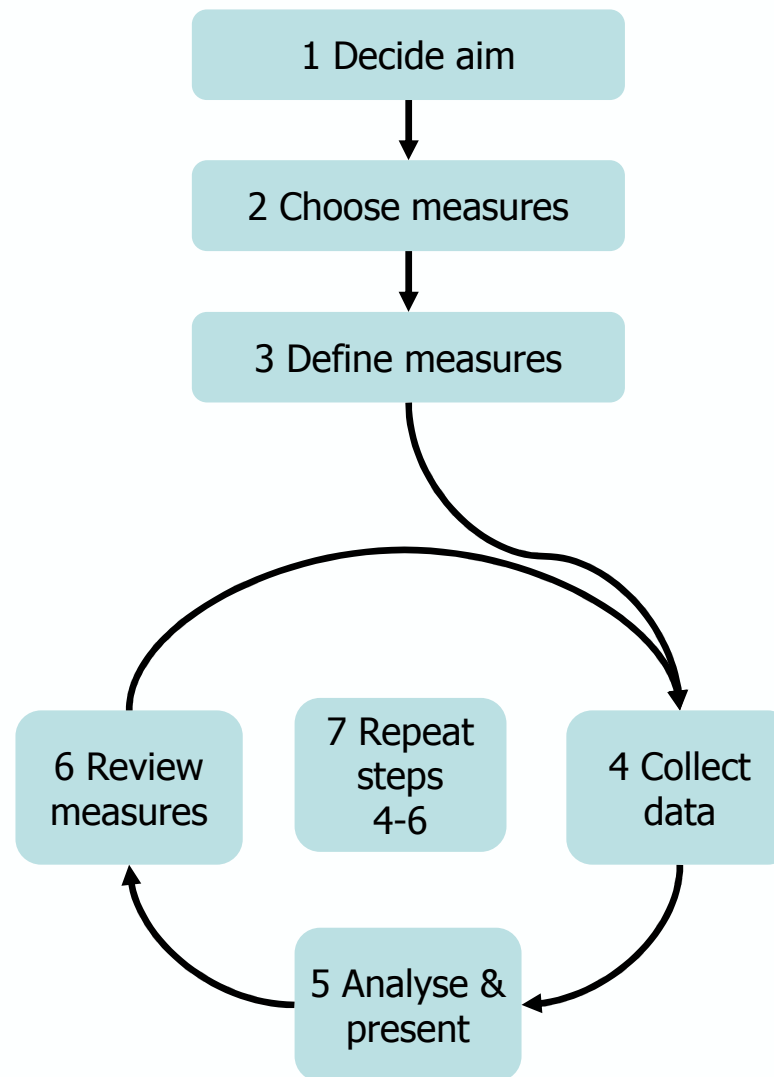 1 Decide aim
2 Choose measures
3 Define measures
7 Repeat
steps
4-6
6 Review
measures
4 Collect
data
5 Analyse &
present